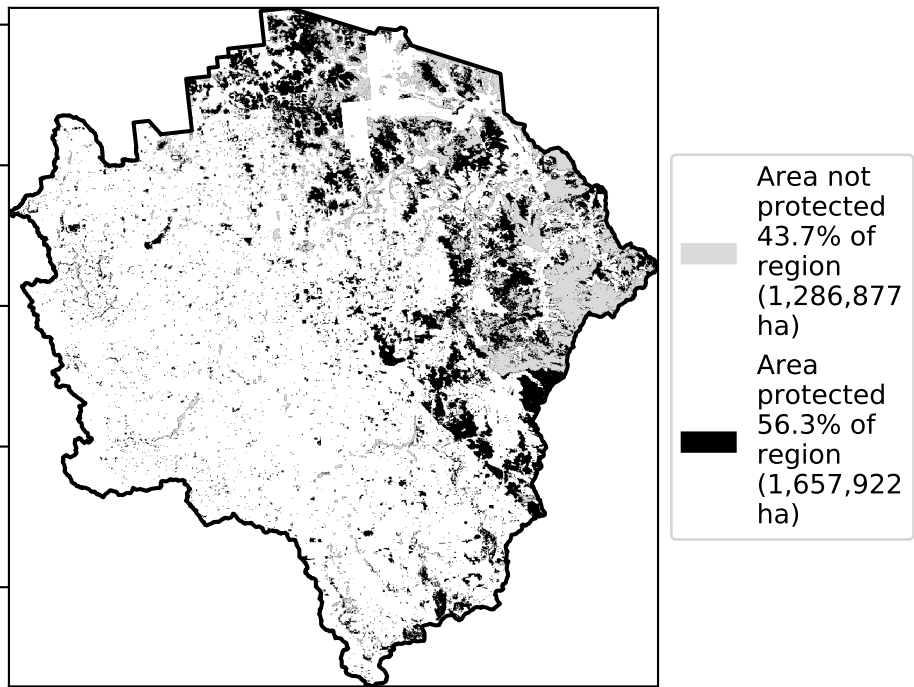 Area not
protected
43.7% of
region
(1,286,877
ha)
Area
protected
56.3% of
region
(1,657,922
ha)